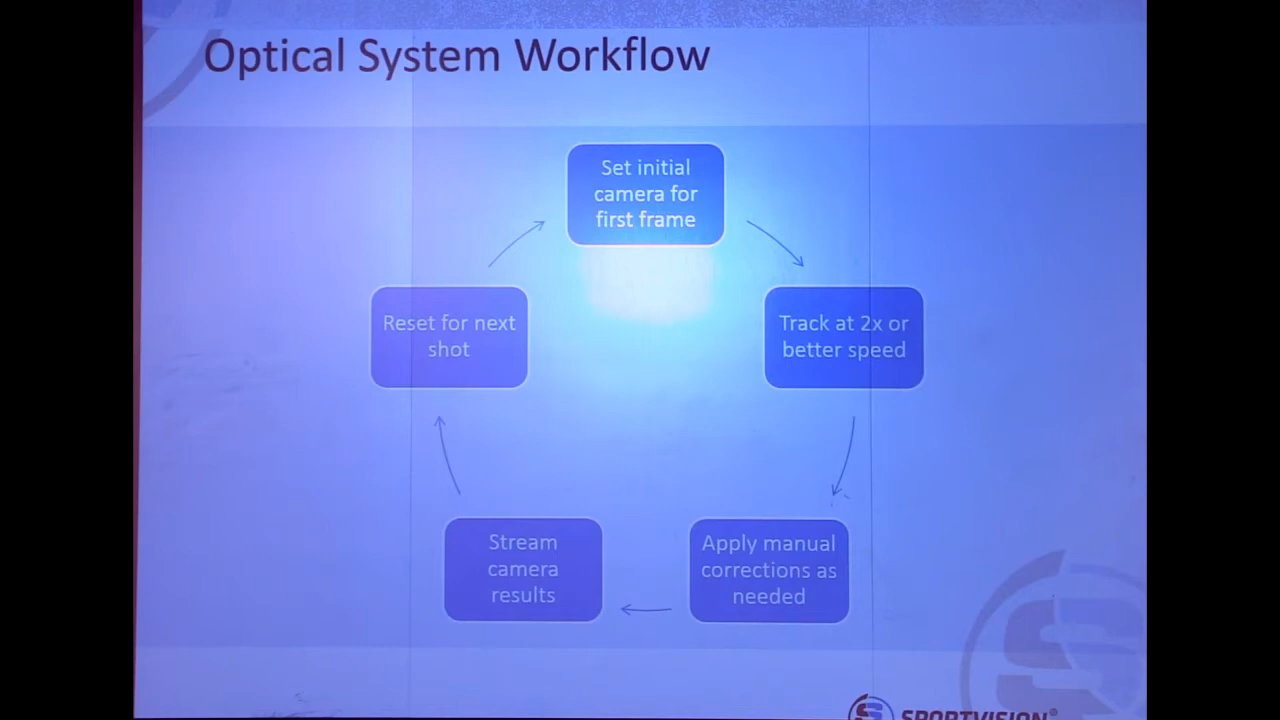 Optical System Workflow
Set initial
camera for
first frame
Track at 2x or
better speed
Apply manual
corrections as
needed
Stream
camera
results
Reset for next
shot
SPORTVISION®